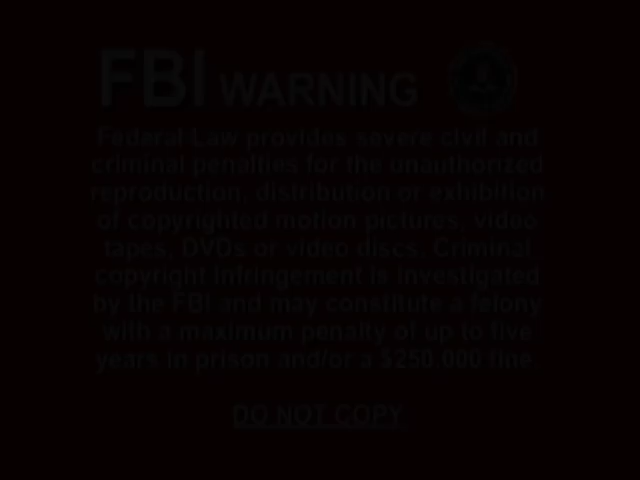 FBI WARNING
Federal Law provides severe civil and
criminal penalties for the unauthorized
reproduction, distribution or exhibition
of copyrighted motion pictures, video
tapes, DVDs or video discs. Criminal
copyright infringement is investigated
by the FBI and may constitute a felony
with a maximum penalty of up to five
years in prison and/or a $250,000 fine.
DO NOT COPY